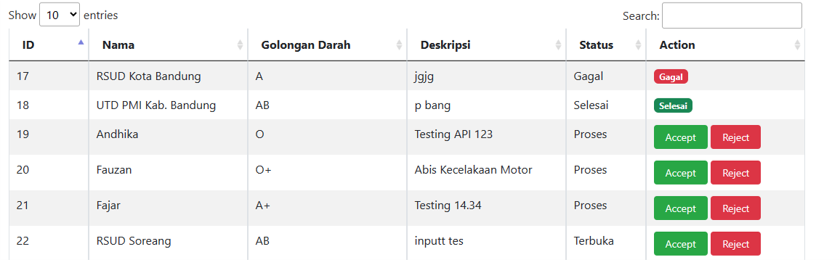 Show 10 entries Search:
ID Nama Golongan Darah Deskripsi Status Action
17 RSUD Kota Bandung A jgjg Gagal Gagal
18 UTD PMI Kab. Bandung AB p bang Selesai Selesai
19 Andhika O Testing API 123 Proses Accept Reject
20 Fauzan O+ Abis Kecelakaan Motor Proses Accept Reject
21 Fajar A+ Testing 14.34 Proses Accept Reject
22 RSUD Soreang AB inputt tes Terbuka Accept Reject